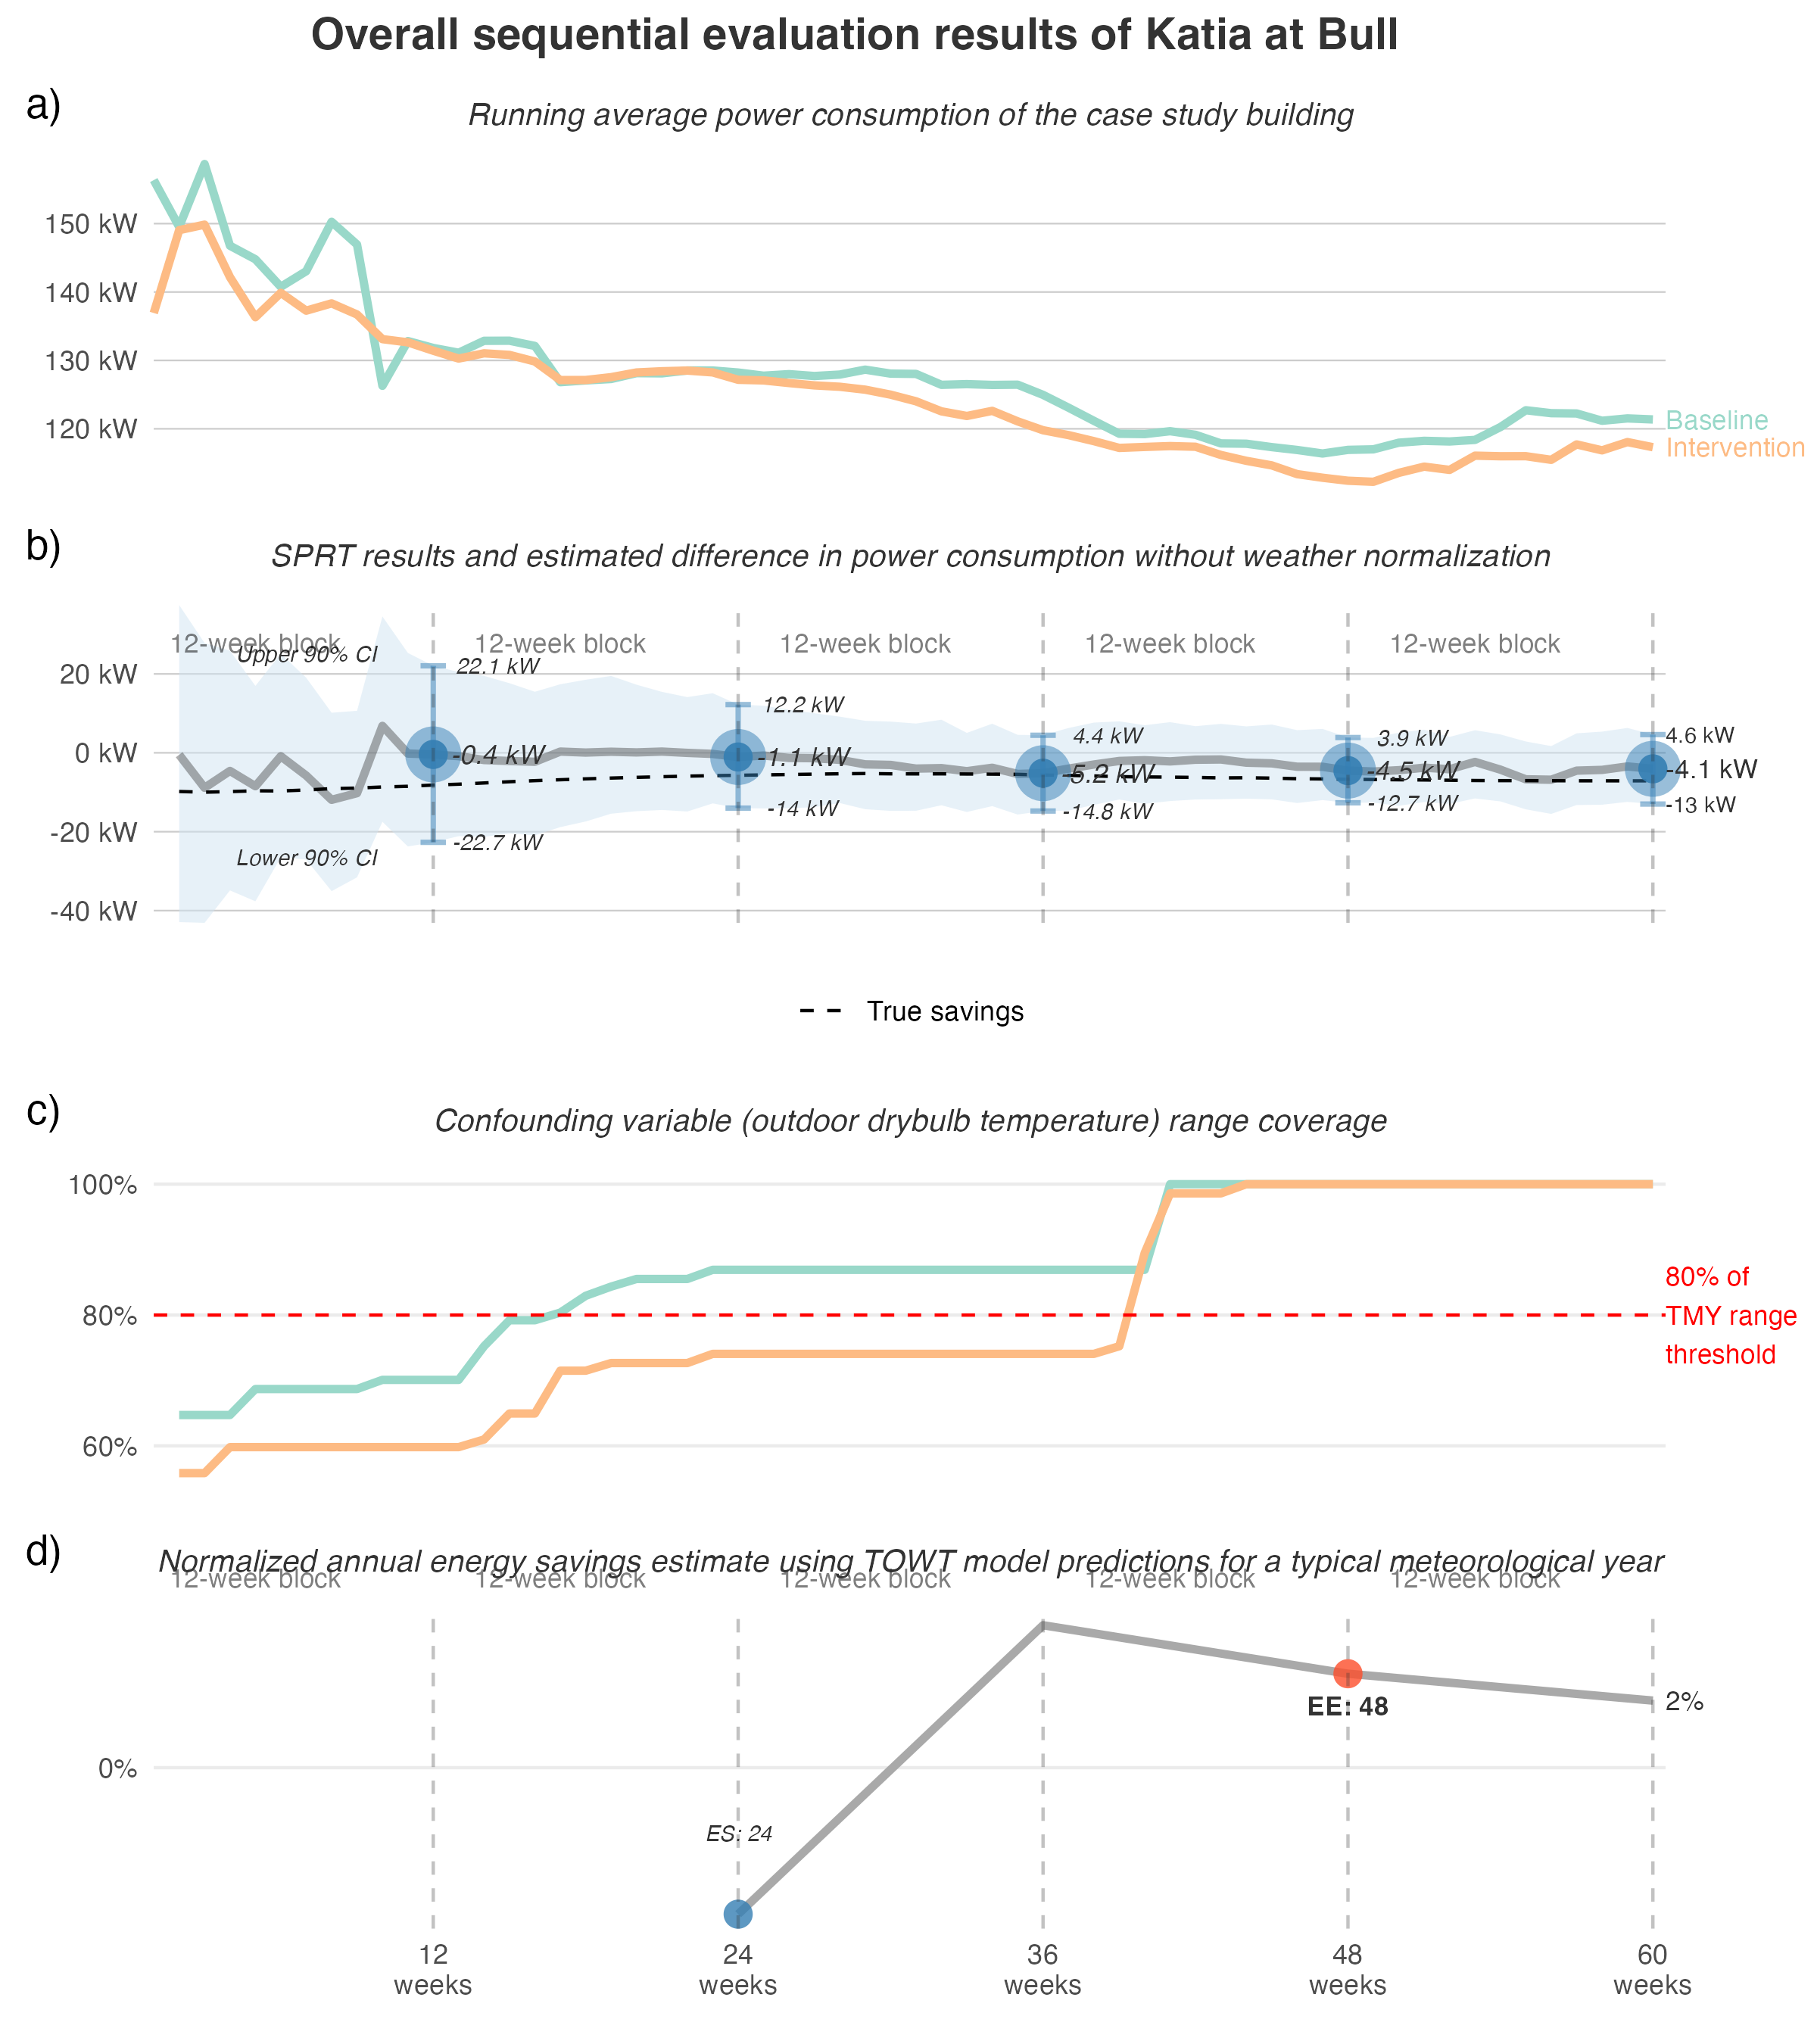 Overall sequential evaluation results of Katia at Bull
a)
Running average power consumption of the case study building
150 kW
140 kW
130 kW
120 kW
Baseline
Intervention
b)
SPRT results and estimated difference in power consumption without weather normalization
12-week block 12-week block 12-week block 12-week block 12-week block
Upper 90% CI
22.1 kW
12.2 kW
4.4 kW
3.9 kW
4.6 kW
20 kW
0 kW
-20 kW
-40 kW
-0.4 kW
-1.1 kW
-5.2 kW
-4.5 kW
-4.1 kW
-22.7 kW
-14 kW
-14.8 kW
-12.7 kW
-13 kW
Lower 90% CI
True savings
c)
Confounding variable (outdoor drybulb temperature) range coverage
100%
80%
60%
80% of
TMY range
threshold
d)
Normalized annual energy savings estimate using TOWT model predictions for a typical meteorological year
12-week block 12-week block 12-week block 12-week block 12-week block
EE: 48
2%
0%
ES: 24
12 24 36 48 60
weeks weeks weeks weeks weeks